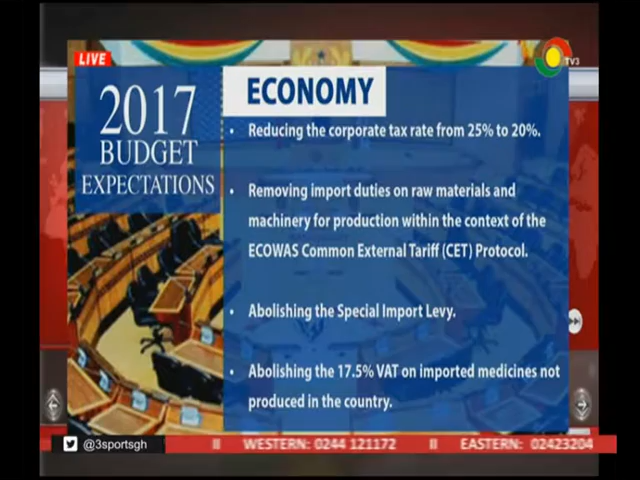 LIVE
TV3
2017
BUDGET
EXPECTATIONS
ECONOMY
• Reducing the corporate tax rate from 25% to 20%.
• Removing import duties on raw materials and
machinery for production within the context of the
ECOWAS Common External Tariff (CET) Protocol.
• Abolishing the Special Import Levy.
• Abolishing the 17.5% VAT on imported medicines not
produced in the country.
@3sportsgh
II WESTERN: 0244 121172 II EASTERN: 02423204